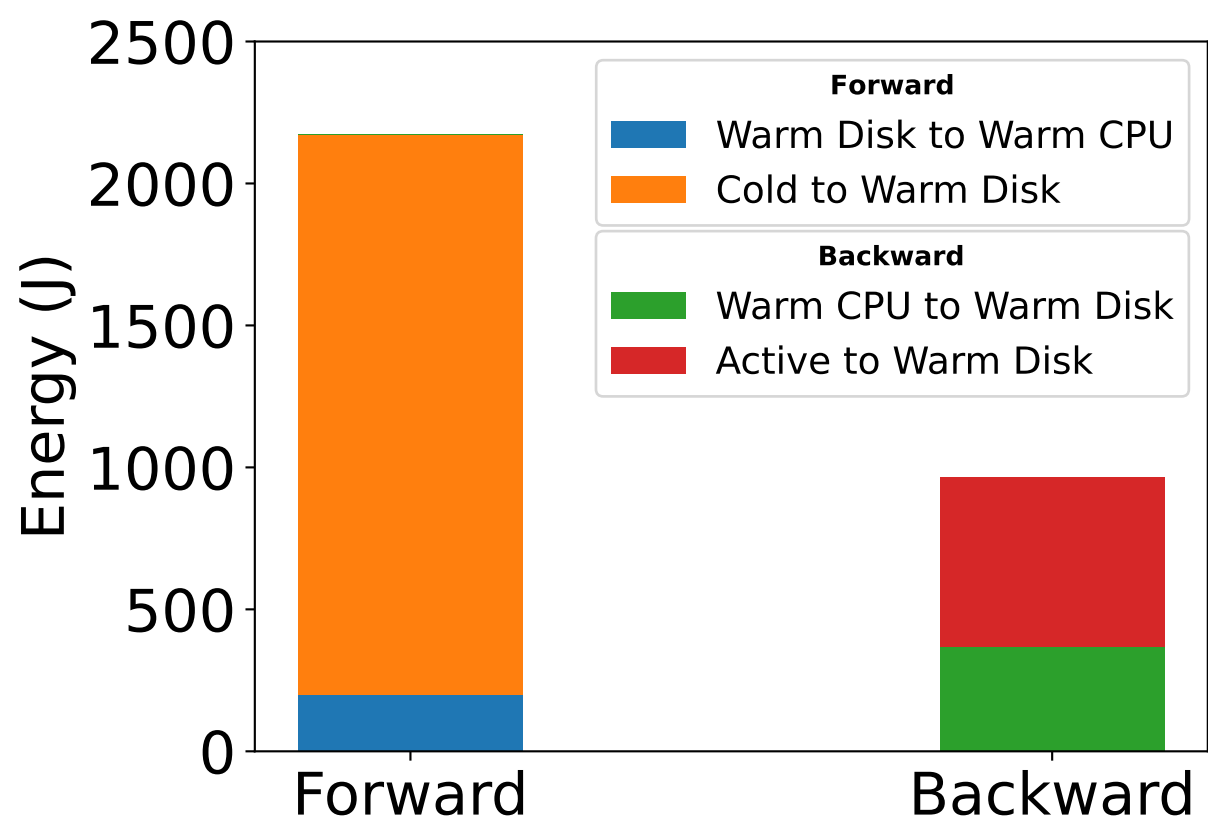 2500
2000
1500
1000
500
0
Energy (J)
Forward
Warm Disk to Warm CPU
Cold to Warm Disk
Backward
Warm CPU to Warm Disk
Active to Warm Disk
Forward
Backward